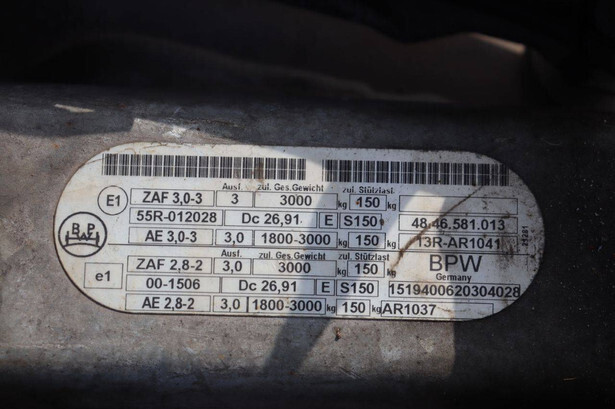 Ausf. zul. Ges.Gewicht zul. Stützlast
E1 ZAF 3,0-3 3 3000 kg 150 kg
55R-012028 Dc 26,91 E S150 48.46.581.013
AE 3,0-3 3,0 1800-3000 kg 150 kg 13R-AR1041
BPW
Ausf. zul. Ges.Gewicht zul. Stützlast
e1 ZAF 2,8-2 3,0 3000 kg 150 kg BPW
Germany
00-1506 Dc 26,91 E S150 1519400620304028
AE 2,8-2 3,0 1800-3000 kg 150 kg AR1037